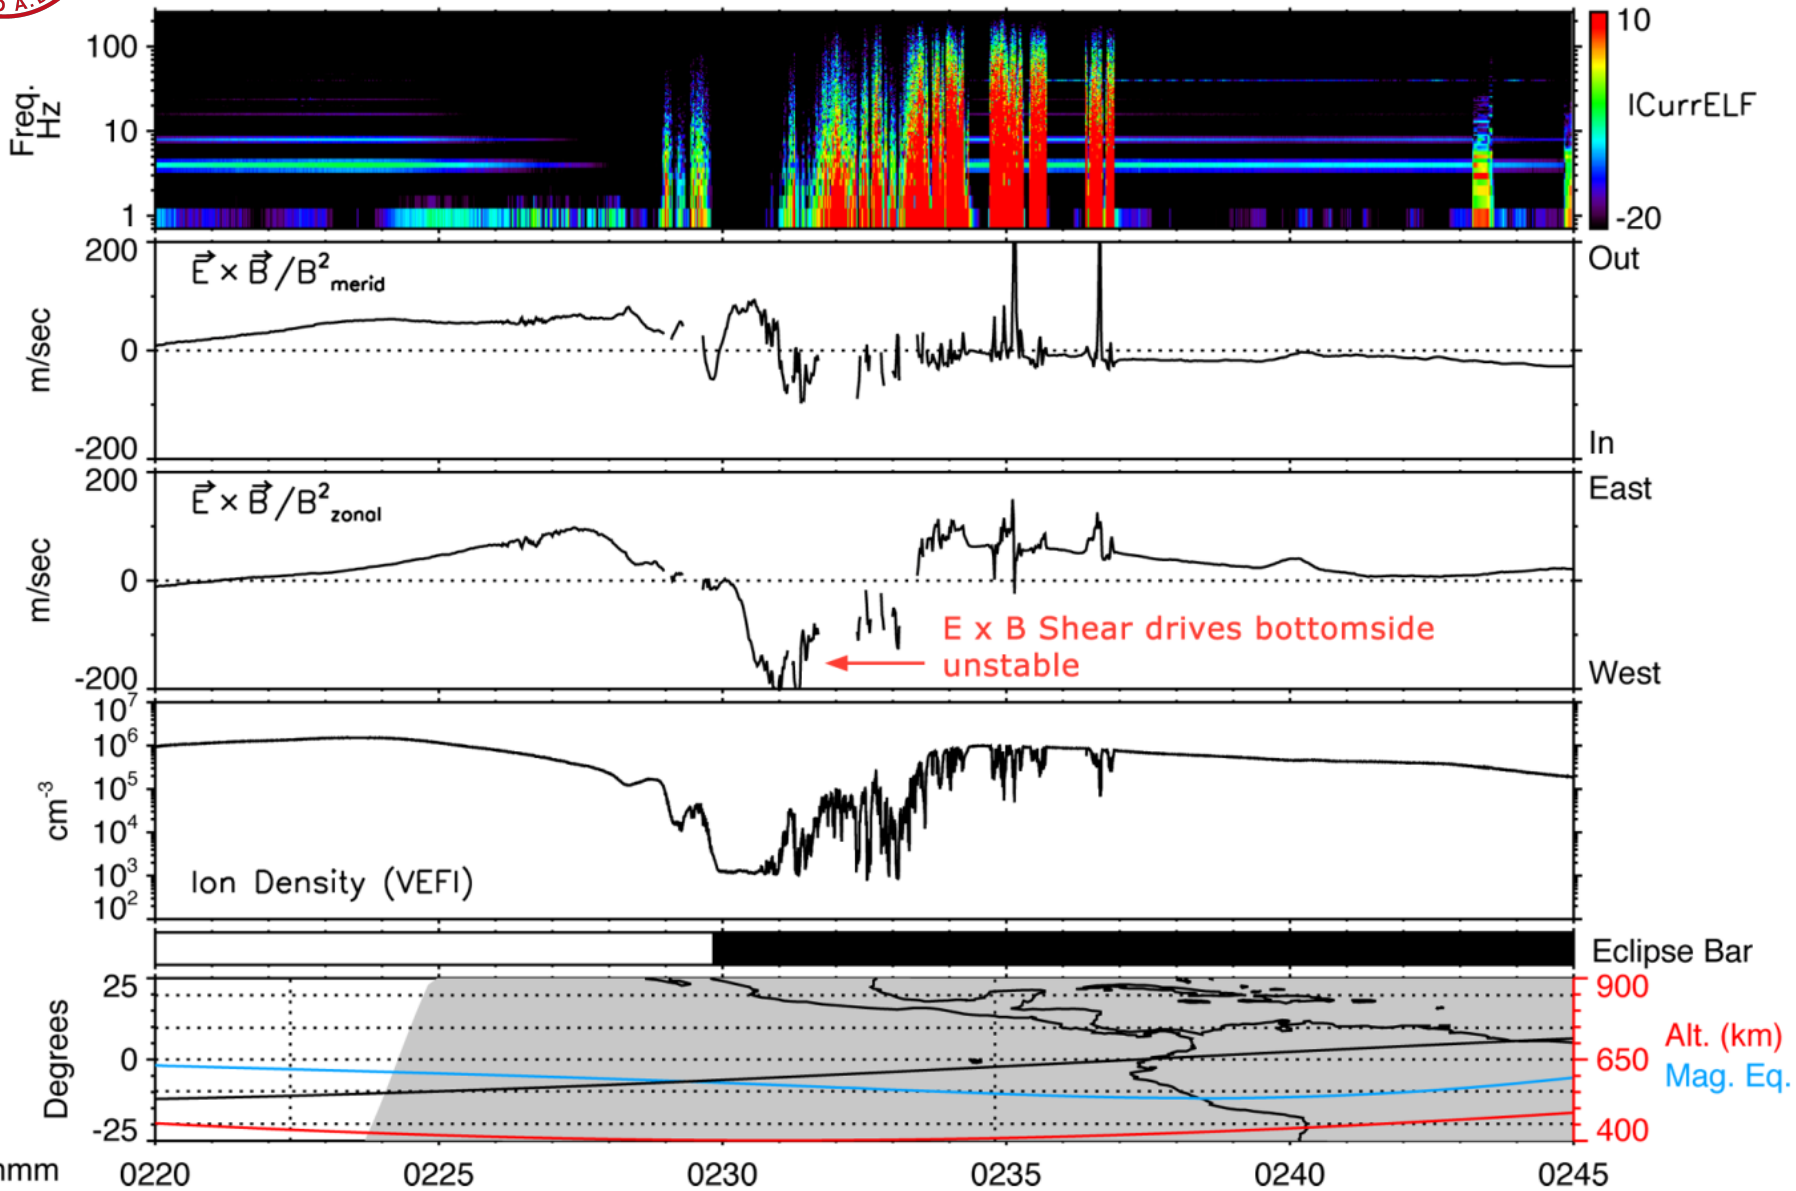 D A.
100
10
1
Freq.
Hz
10
-20
ICurrELF
E × B /B² merid
200
0
-200
m/sec
Out
In
E × B /B² zonal
200
0
-200
m/sec
East
West
E x B Shear drives bottomside
unstable
10⁷
10⁶
10⁵
10⁴
10³
10²
cm⁻³
Ion Density (VEFI)
Eclipse Bar
25
0
-25
Degrees
900
650
400
Alt. (km)
Mag. Eq.
0220 0225 0230 0235 0240 0245